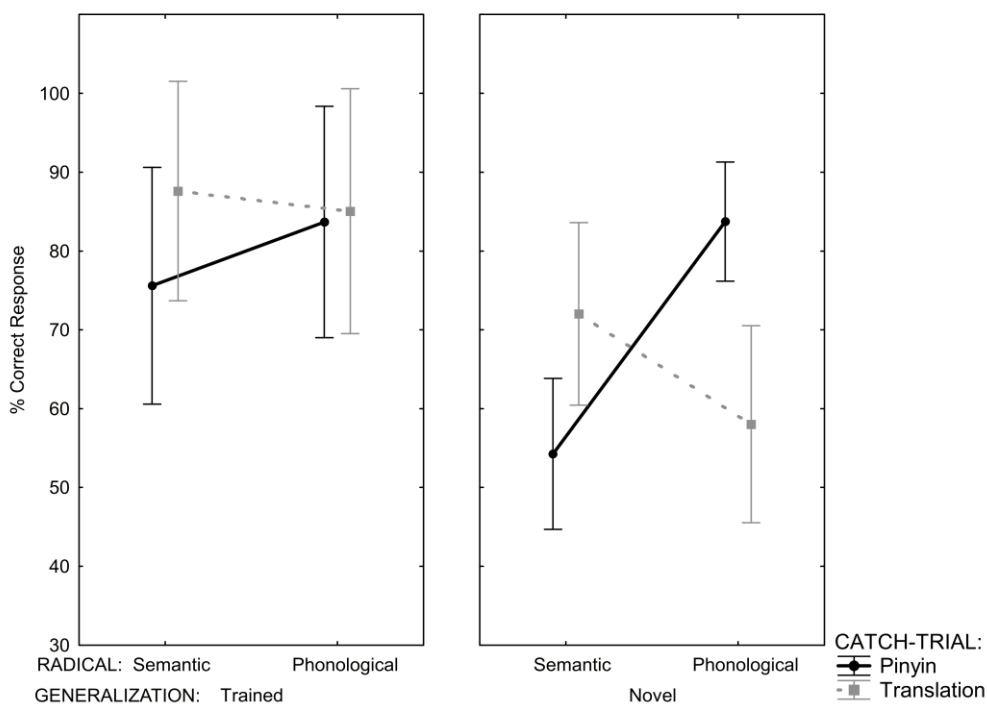 % Correct Response
100
90
80
70
60
50
40
30
RADICAL: Semantic Phonological Semantic Phonological
GENERALIZATION: Trained Novel
CATCH-TRIAL:
Pinyin
Translation